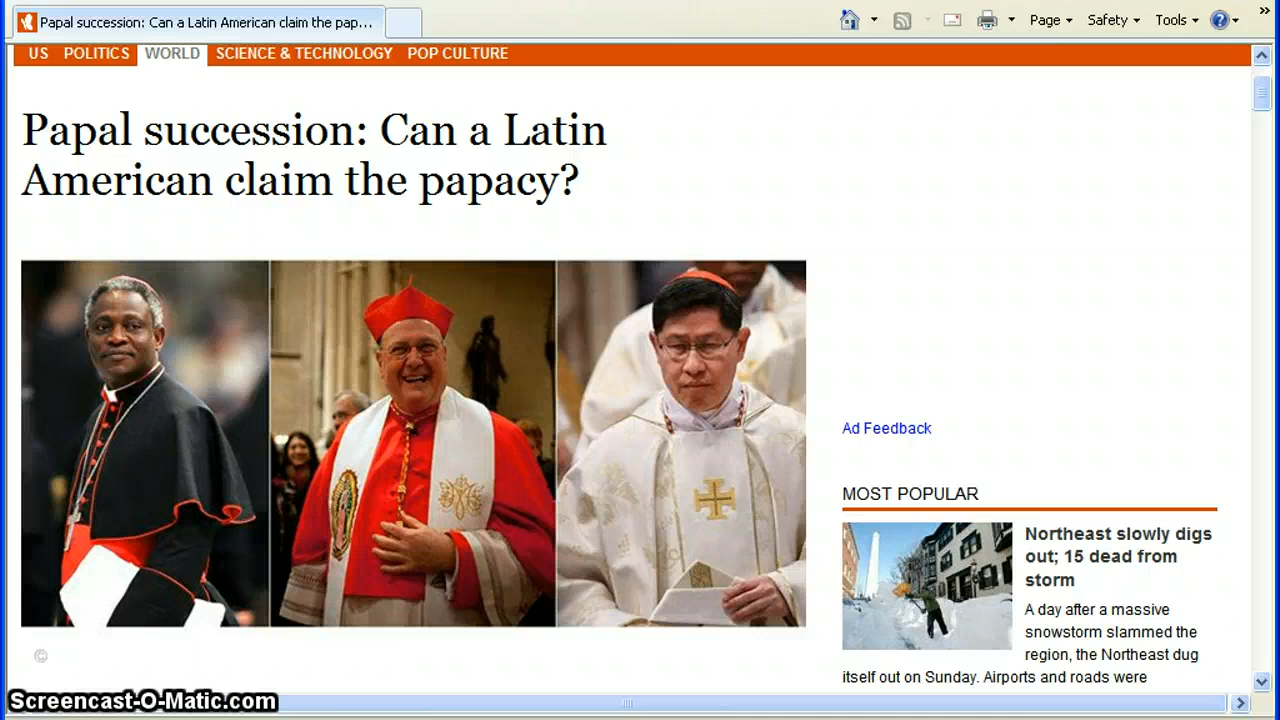 Papal succession: Can a Latin American claim the pap...
Page
Safety
Tools
US POLITICS WORLD SCIENCE & TECHNOLOGY POP CULTURE
Papal succession: Can a Latin
American claim the papacy?
Ad Feedback
MOST POPULAR
Northeast slowly digs
out; 15 dead from
storm
A day after a massive
snowstorm slammed the
region, the Northeast dug
itself out on Sunday. Airports and roads were
©
Screencast-O-Matic.com